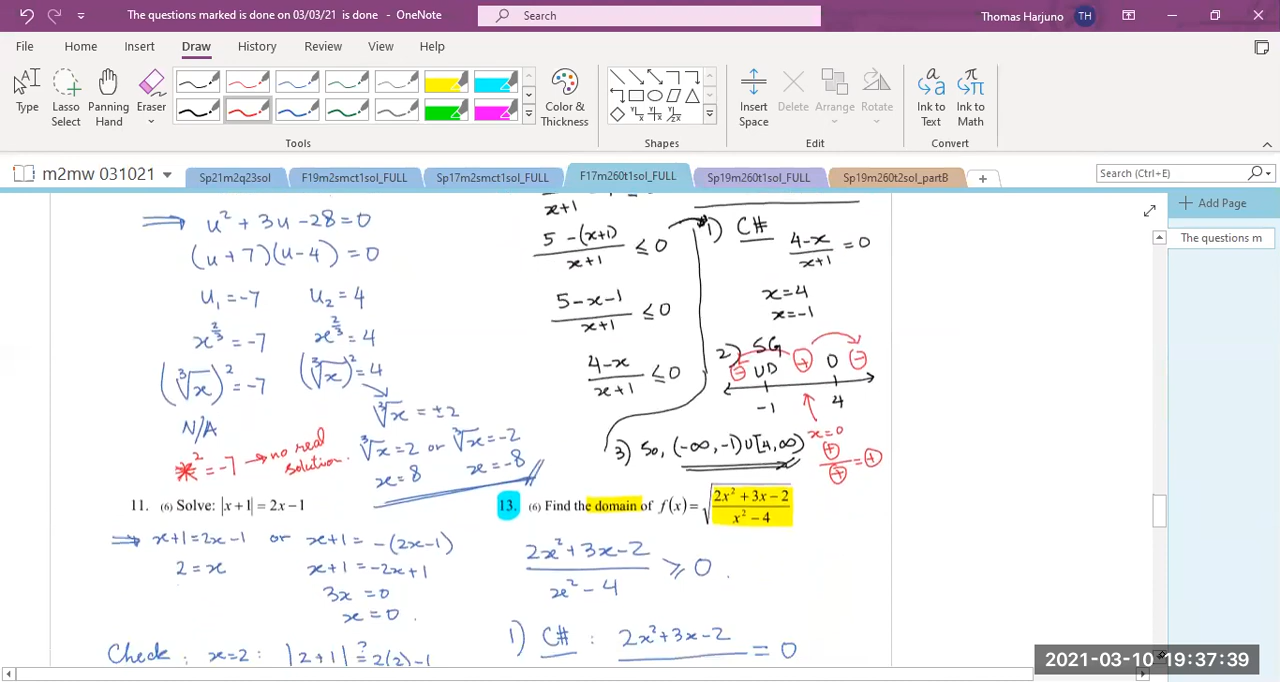 The questions marked is done on 03/03/21 is done - OneNote
Search
Thomas Harjuno
TH
File
Home
Insert
Draw
History
Review
View
Help
Type
Lasso Select
Panning Hand
Eraser
Color & Thickness
Insert Space
Delete
Arrange
Rotate
Ink to Text
Ink to Math
Tools
Shapes
Edit
Convert
m2mw 031021
Sp21m2q23sol
F19m2smct1sol_FULL
Sp17m2smct1sol_FULL
F17m260t1sol_FULL
Sp19m260t1sol_FULL
Sp19m260t2sol_partB
Search (Ctrl+E)
Add Page
The questions m
⟹ u² + 3u - 28 = 0
(u + 7)(u - 4) = 0
u₁ = -7 u₂ = 4
x^(2/3) = -7 x^(2/3) = 4
(∛x)² = -7 (∛x)² = 4
N/A
∛x = ±2
*² = -7 → no real solution.
∛x = 2 or ∛x = -2
x = 8 x = -8
x+1
(5 - (x+1))/(x+1) ≤ 0
(5-x-1)/(x+1) ≤ 0
(4-x)/(x+1) ≤ 0
1) C#
(4-x)/(x+1) = 0
x = 4
x = -1
2) SG
⊖ UD ⊕ 0 ⊖
-1 4
x = 0
⊕/⊕ = ⊕
3) So, (-∞, -1) U [4, ∞)
11. (6) Solve: |x + 1| = 2x - 1
⟹ x+1 = 2x-1 or x+1 = -(2x-1)
2 = x x+1 = -2x+1
3x = 0
x = 0.
Check: x=2: |2+1| ≟ 2(2)-1
13. (6) Find the domain of f(x) = √((2x² + 3x - 2)/(x² - 4))
(2x²+3x-2)/(x²-4) ≥ 0.
1) C#: 2x²+3x-2 = 0
2021-03-10 19:37:39